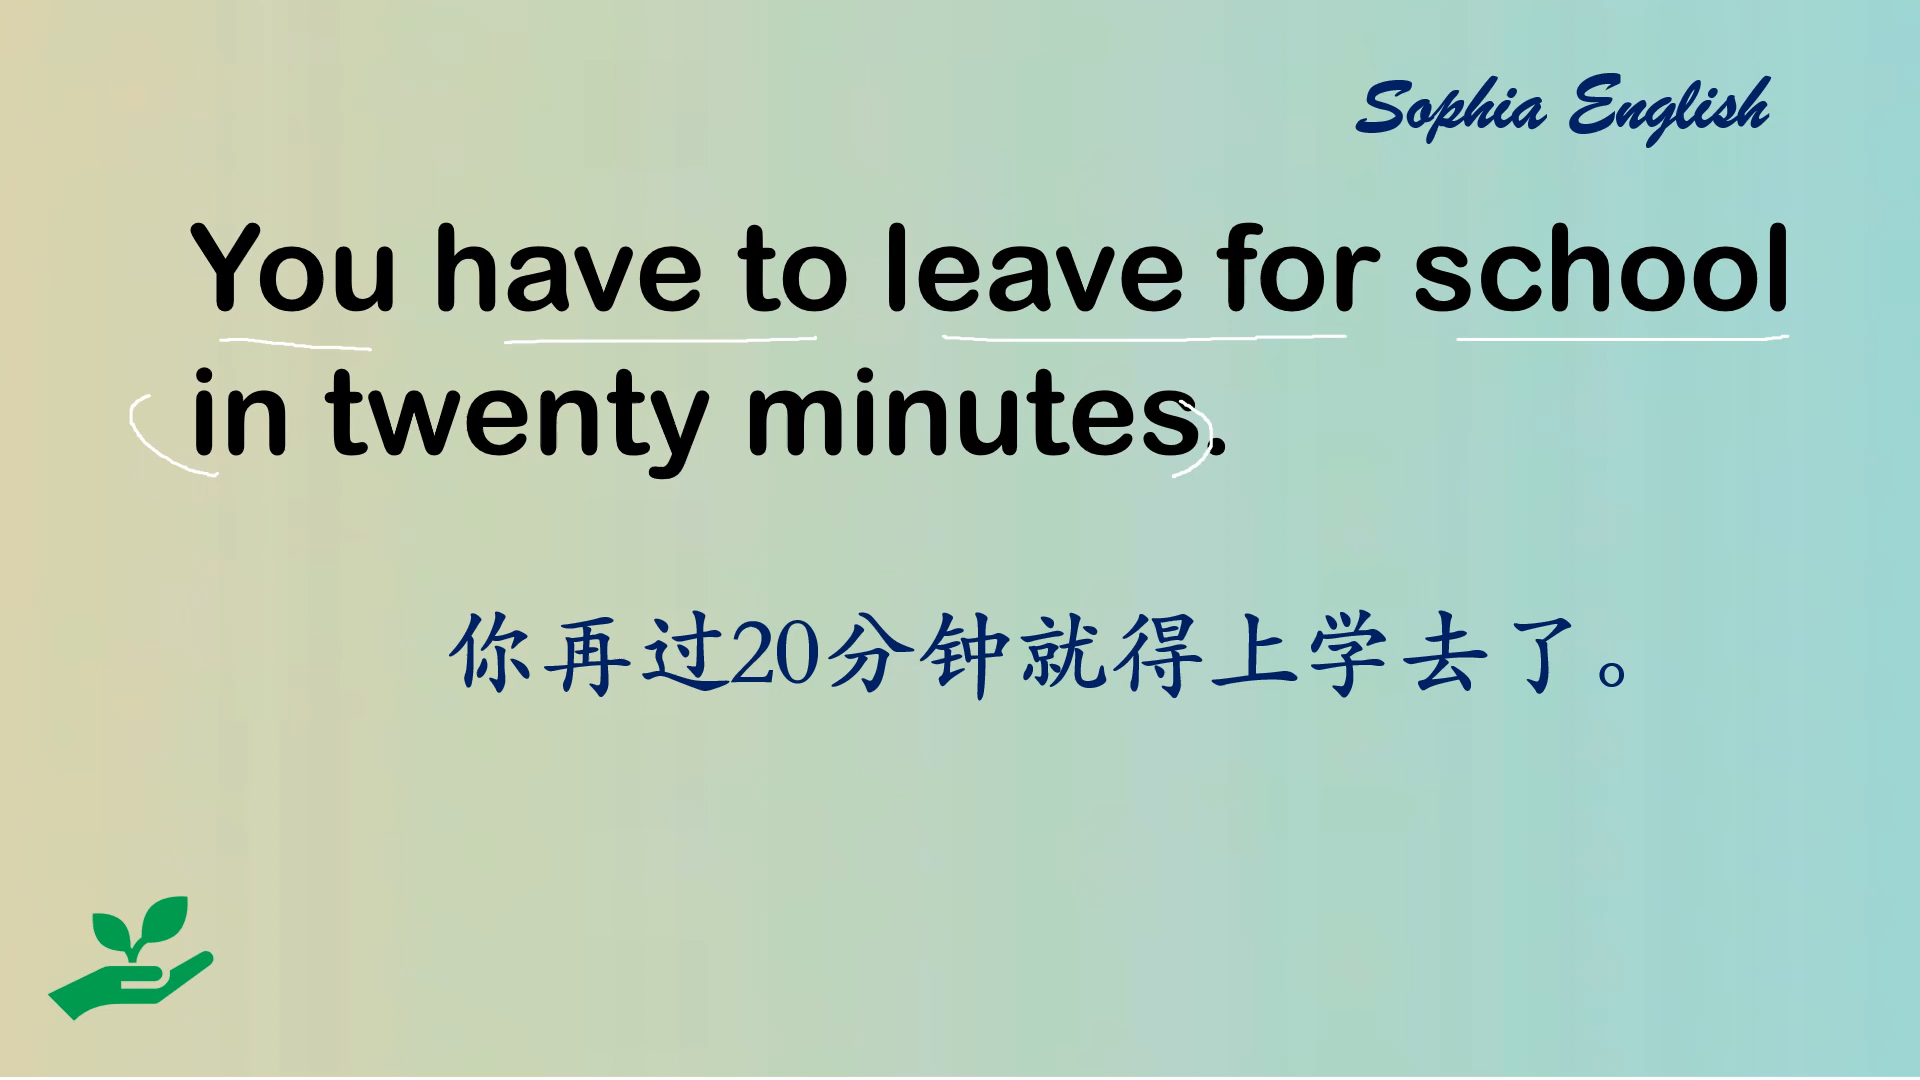 Sophia English
You have to leave for school
in twenty minutes.
你再过20分钟就得上学去了。